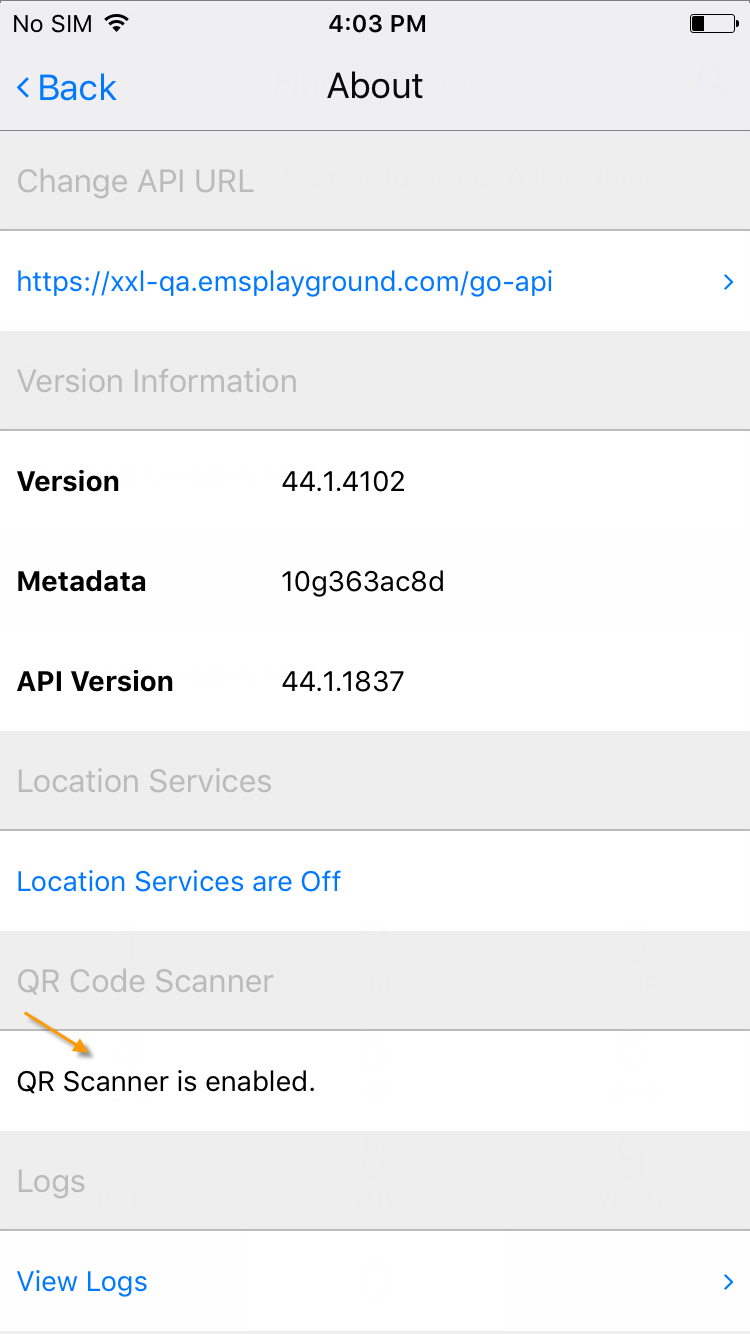 No SIM 4:03 PM
Back About
Change API URL
https://xxl-qa.emsplayground.com/go-api
Version Information
Version 44.1.4102
Metadata 10g363ac8d
API Version 44.1.1837
Location Services
Location Services are Off
QR Code Scanner
QR Scanner is enabled.
Logs
View Logs